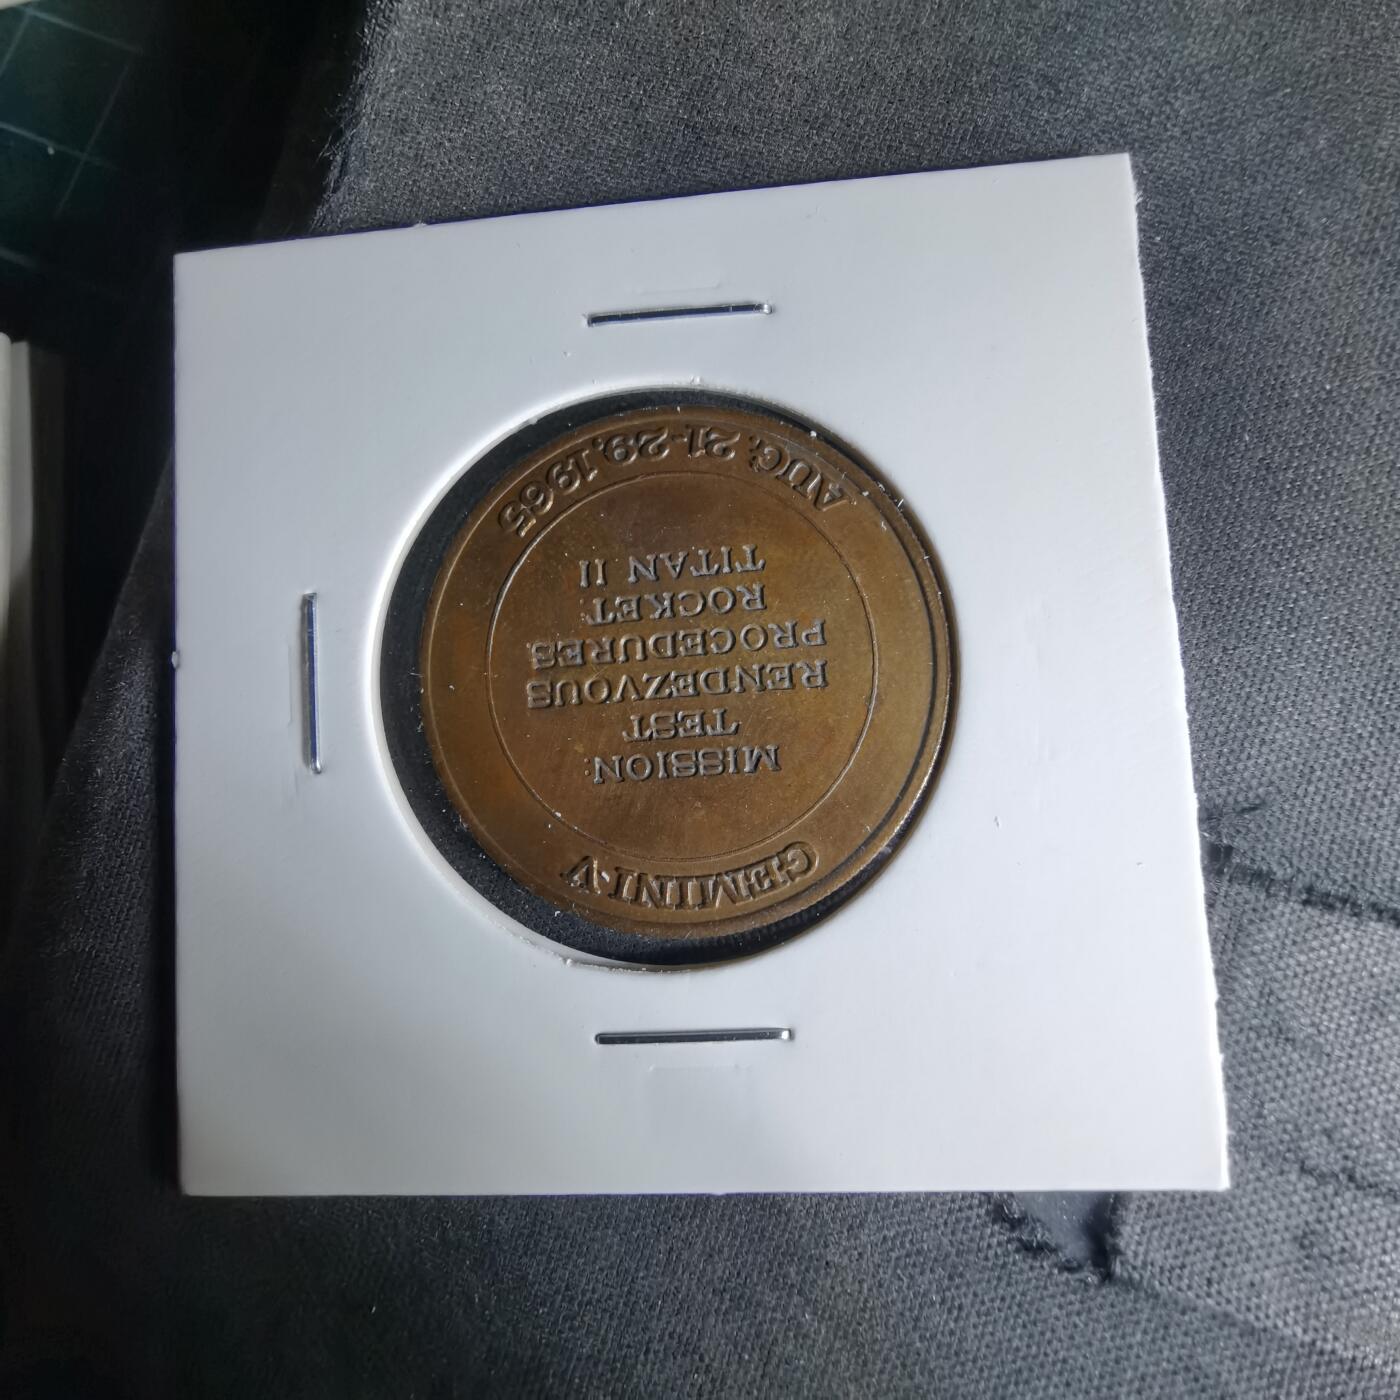 GEMINI-V
MISSION:
TEST
RENDEZVOUS
PROCEDURES
ROCKET:
TITAN II
AUG. 21-29, 1965